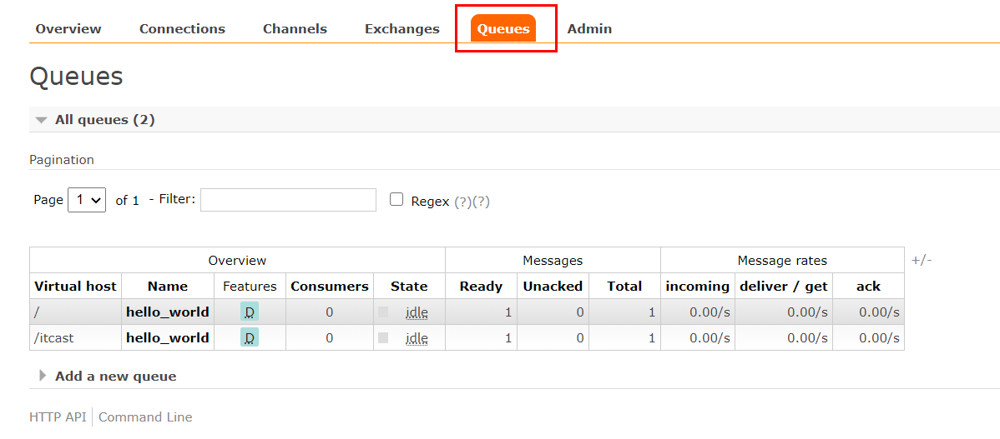 Overview Connections Channels Exchanges Queues Admin
Queues
All queues (2)
Pagination
Page 1 of 1 - Filter: Regex (?)(?)
Overview Messages Message rates +/-
Virtual host Name Features Consumers State Ready Unacked Total incoming deliver / get ack
/ hello_world D 0 idle 1 0 1 0.00/s 0.00/s 0.00/s
/itcast hello_world D 0 idle 1 0 1 0.00/s 0.00/s 0.00/s
Add a new queue
HTTP API Command Line